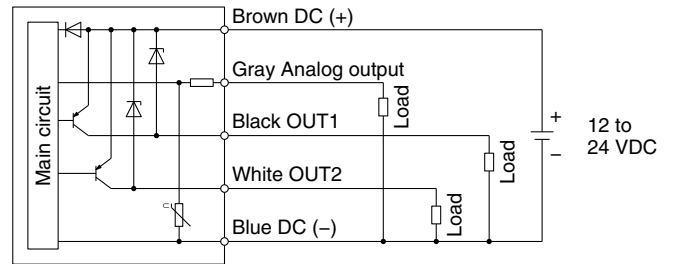 Brown DC (+)
Gray Analog output
Black OUT1
White OUT2
Blue DC (−)
Main circuit
Load
Load
Load
+
−
12 to
24 VDC
U